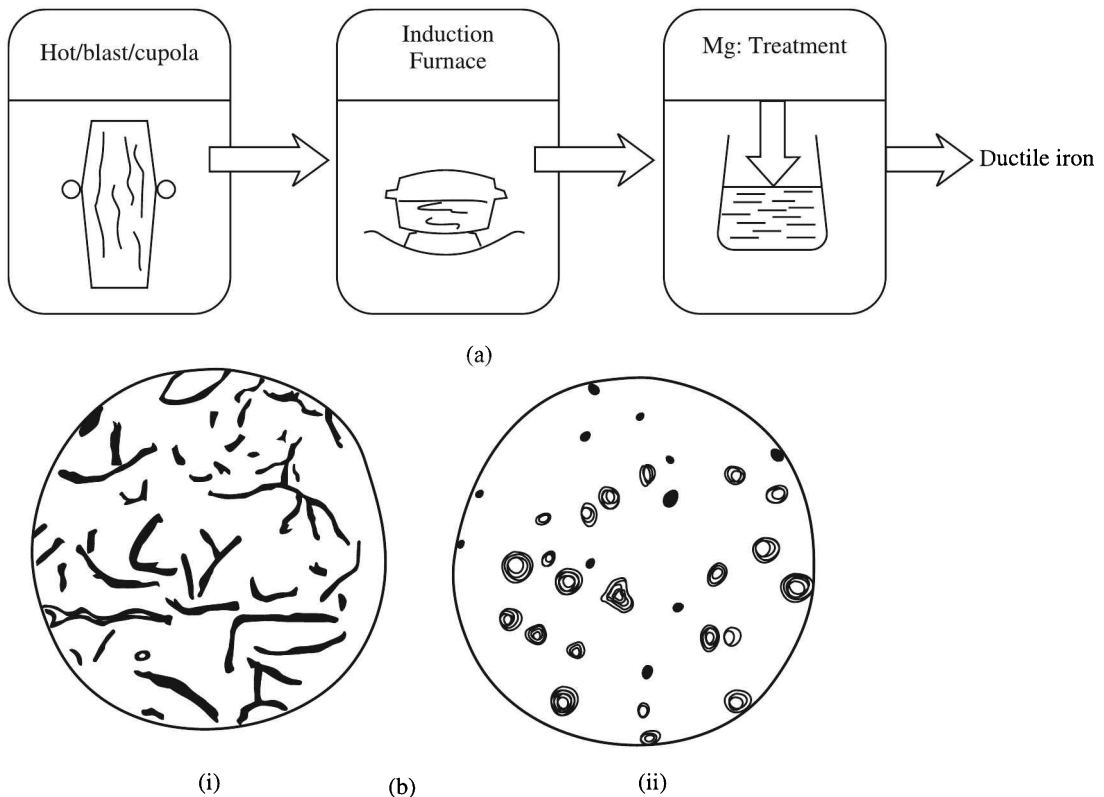 Hot/blast/cupola
Induction
Furnace
Mg: Treatment
Ductile iron
(a)
(i)
(b)
(ii)